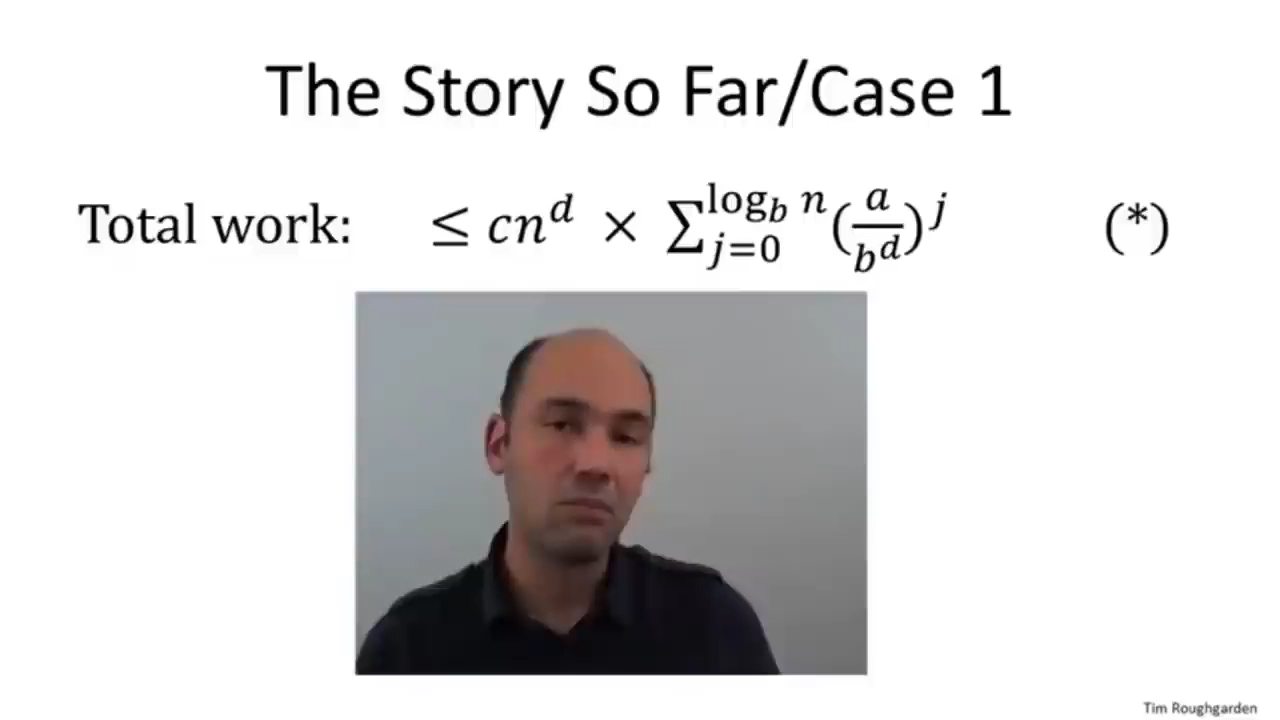 The Story So Far/Case 1
Total work: ≤ cn^d × ∑_{j=0}^{log_b n} (a/b^d)^j (*)
Tim Roughgarden